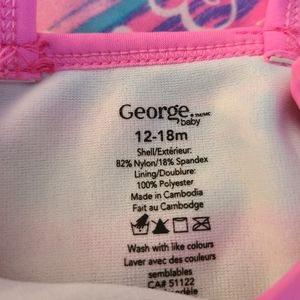 George.
baby
12-18m
Shell/Extérieur:
82% Nylon/18% Spandex
Lining/Doublure:
100% Polyester
Made in Cambodia
Fait au Cambodge
Wash with like colours
Laver avec des couleurs
semblables
CA# 51122